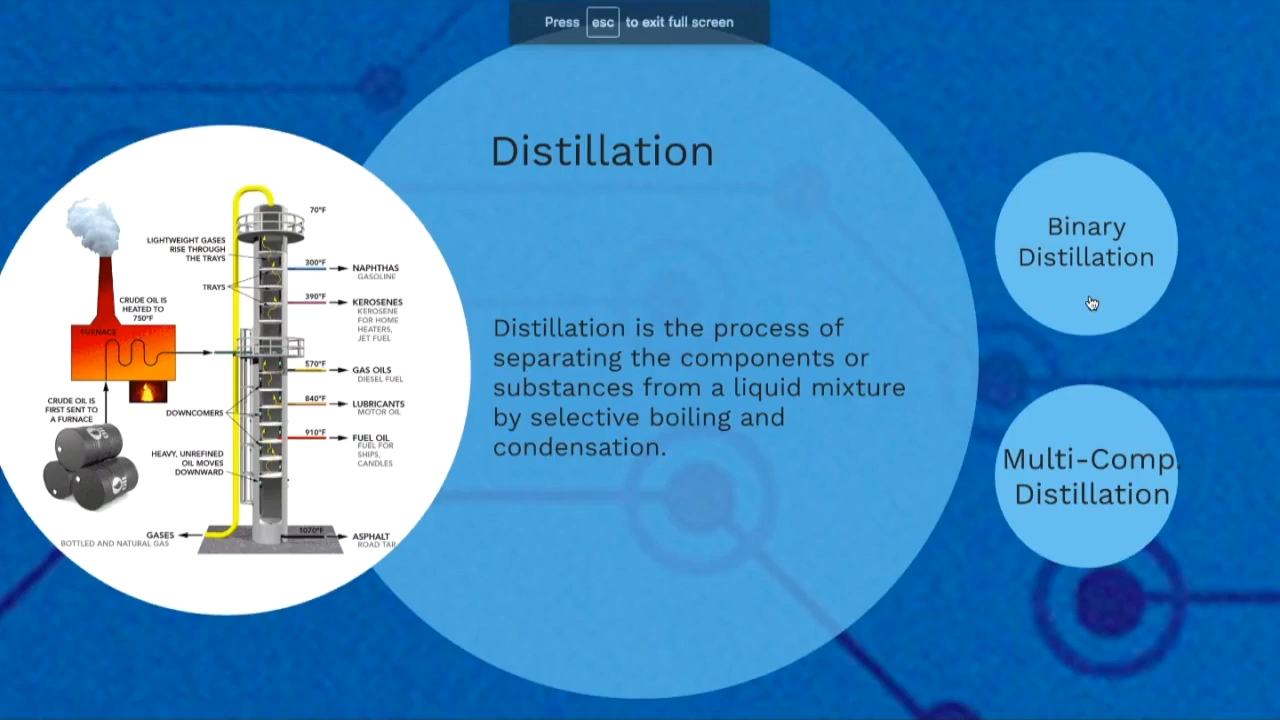 Press esc to exit full screen
Distillation
Distillation is the process of
separating the components or
substances from a liquid mixture
by selective boiling and
condensation.
Binary
Distillation
Multi-Comp.
Distillation
70°F
LIGHTWEIGHT GASES
RISE THROUGH
THE TRAYS
300°F
NAPHTHAS
GASOLINE
TRAYS
390°F
KEROSENES
KEROSENE
FOR HOME
HEATERS,
JET FUEL
CRUDE OIL IS
HEATED TO
750°F
FURNACE
570°F
GAS OILS
DIESEL FUEL
840°F
LUBRICANTS
MOTOR OIL
DOWNCOMERS
910°F
FUEL OIL
FUEL FOR
SHIPS,
CANDLES
CRUDE OIL IS
FIRST SENT TO
A FURNACE
HEAVY, UNREFINED
OIL MOVES
DOWNWARD
1070°F
ASPHALT
ROAD TAR
GASES
BOTTLED AND NATURAL GAS